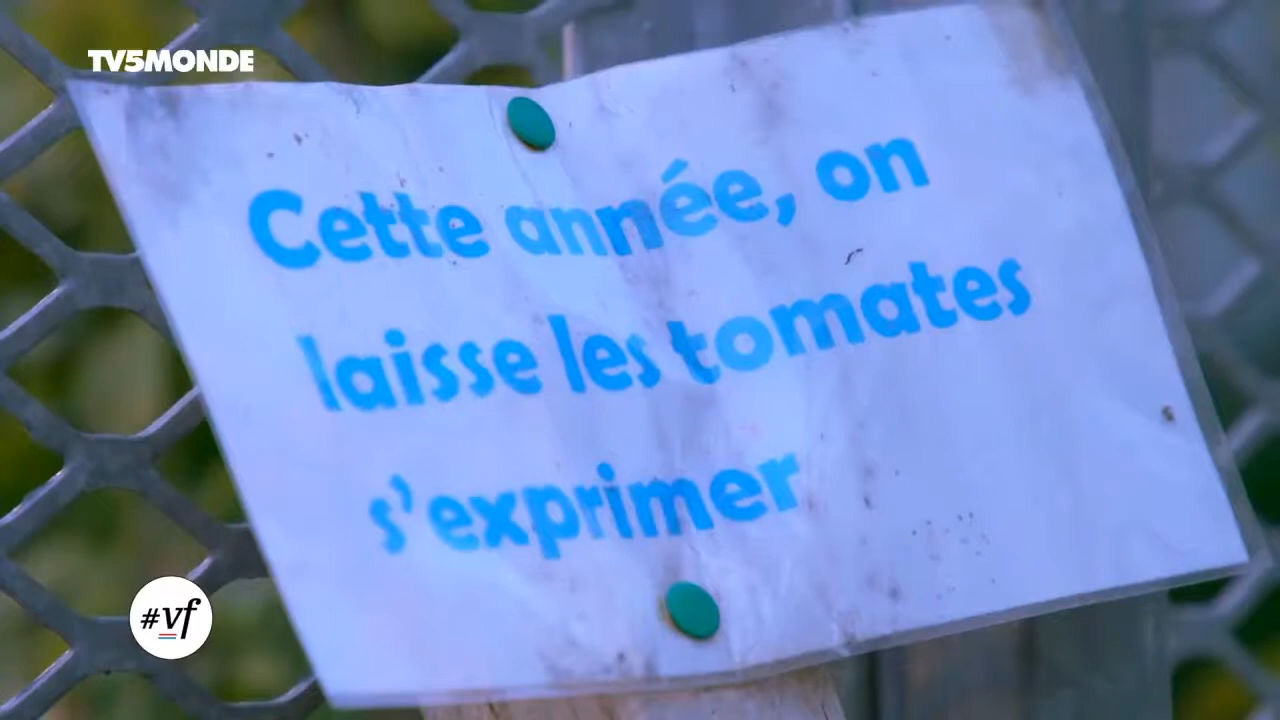 TV5MONDE
Cette année, on
laisse les tomates
s'exprimer
#vf